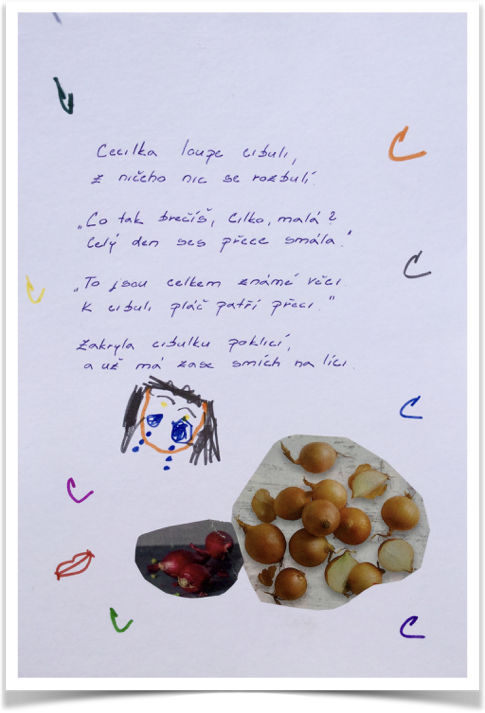 Cecilka loupe cibuli,
z ničeho nic se rozbulí.
„Co tak brečíš, Cilko, malá?
Celý den ses přece smála."
„To jsou celkem známé věci.
K cibuli pláč patří přeci."
Zakryla cibulku poklicí,
a už má zase smích na líci.
C
C
C
C
C
C
C
C